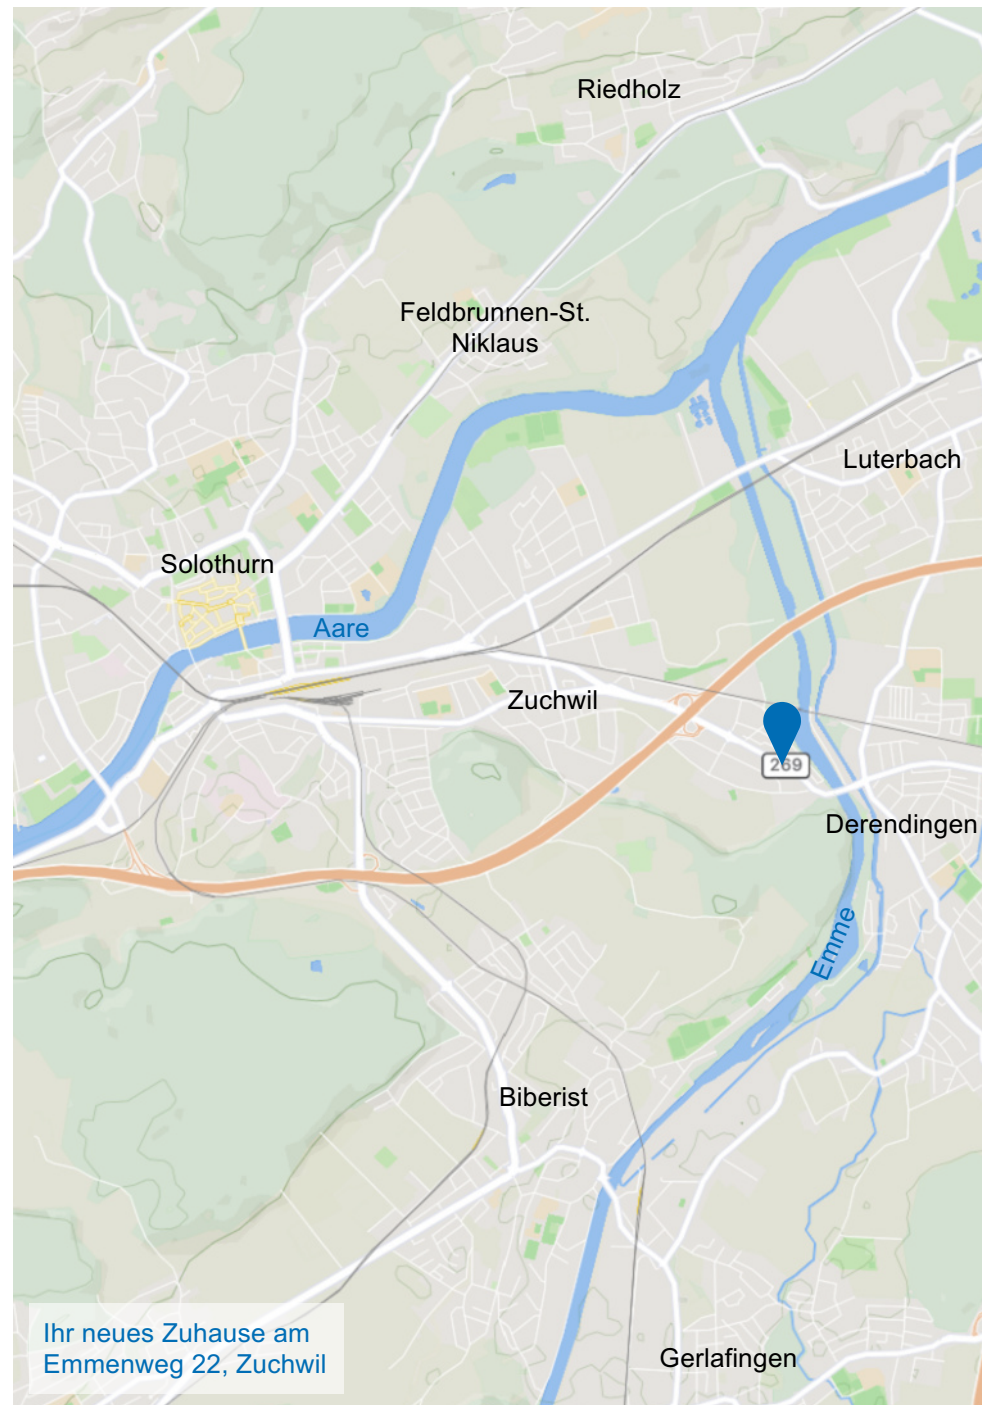 Riedholz
Feldbrunnen-St.
Niklaus
Luterbach
Solothurn
Aare
Zuchwil
269
Derendingen
Emme
Biberist
Ihr neues Zuhause am
Emmenweg 22, Zuchwil
Gerlafingen